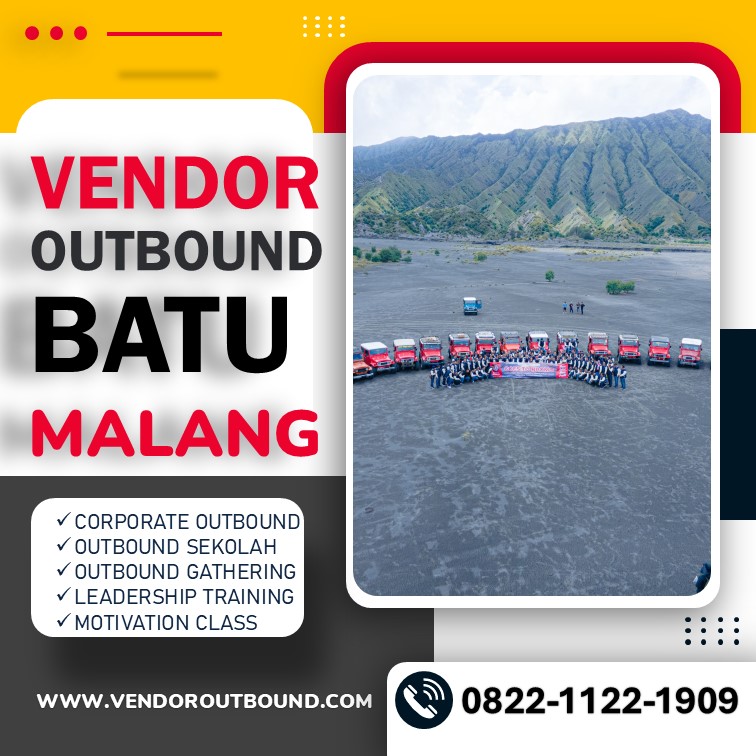 VENDOR
OUTBOUND
BATU
MALANG
CORPORATE OUTBOUND
OUTBOUND SEKOLAH
OUTBOUND GATHERING
LEADERSHIP TRAINING
MOTIVATION CLASS
WWW.VENDOROUTBOUND.COM
0822-1122-1909